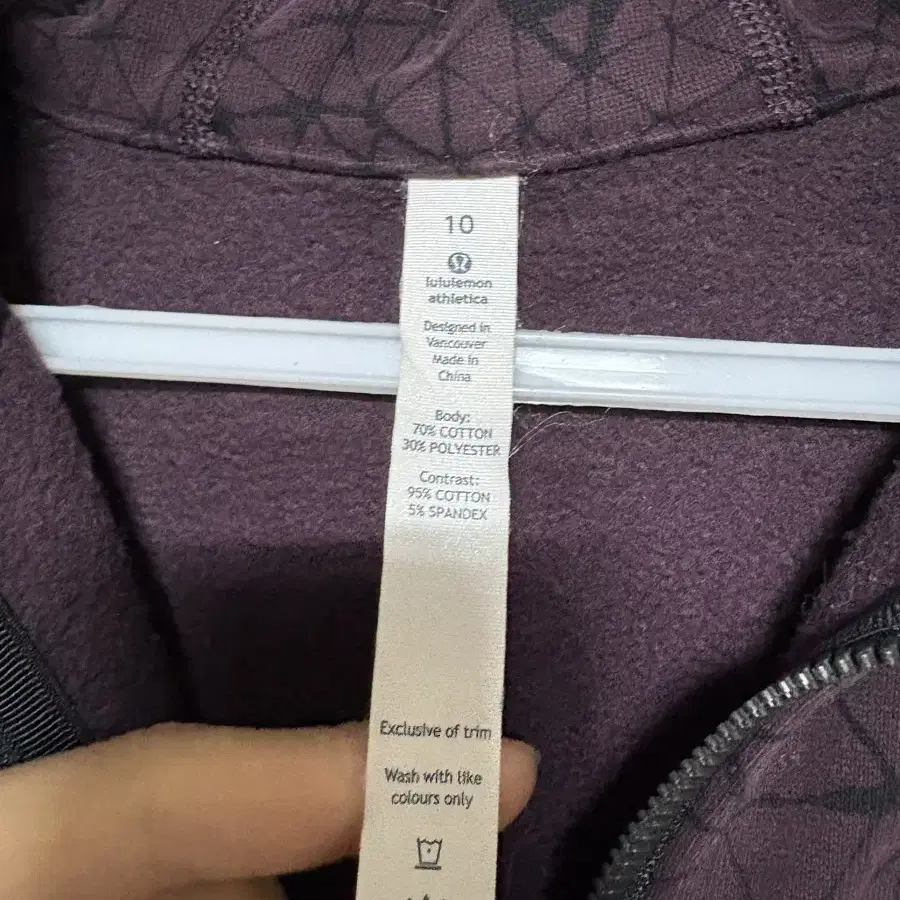 10
lululemon
athletica
Designed in
Vancouver
Made in
China
Body:
70% COTTON
30% POLYESTER
Contrast:
95% COTTON
5% SPANDEX
Exclusive of trim
Wash with like
colours only